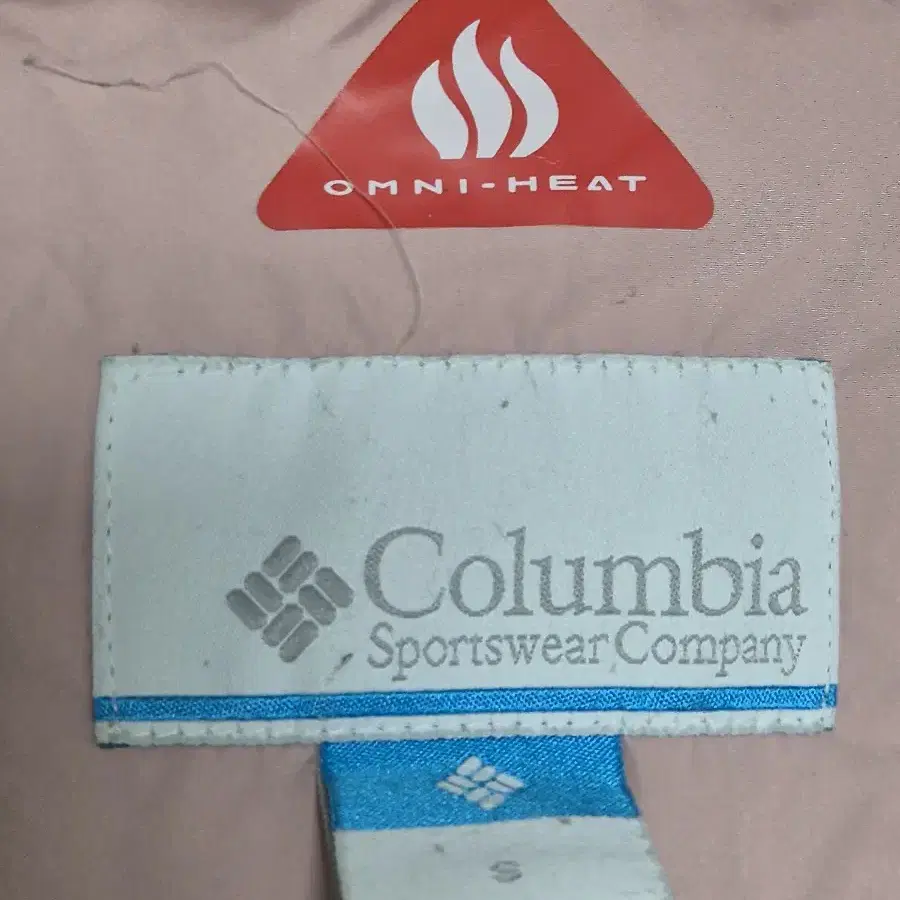 OMNI-HEAT
Columbia
Sportswear Company
S